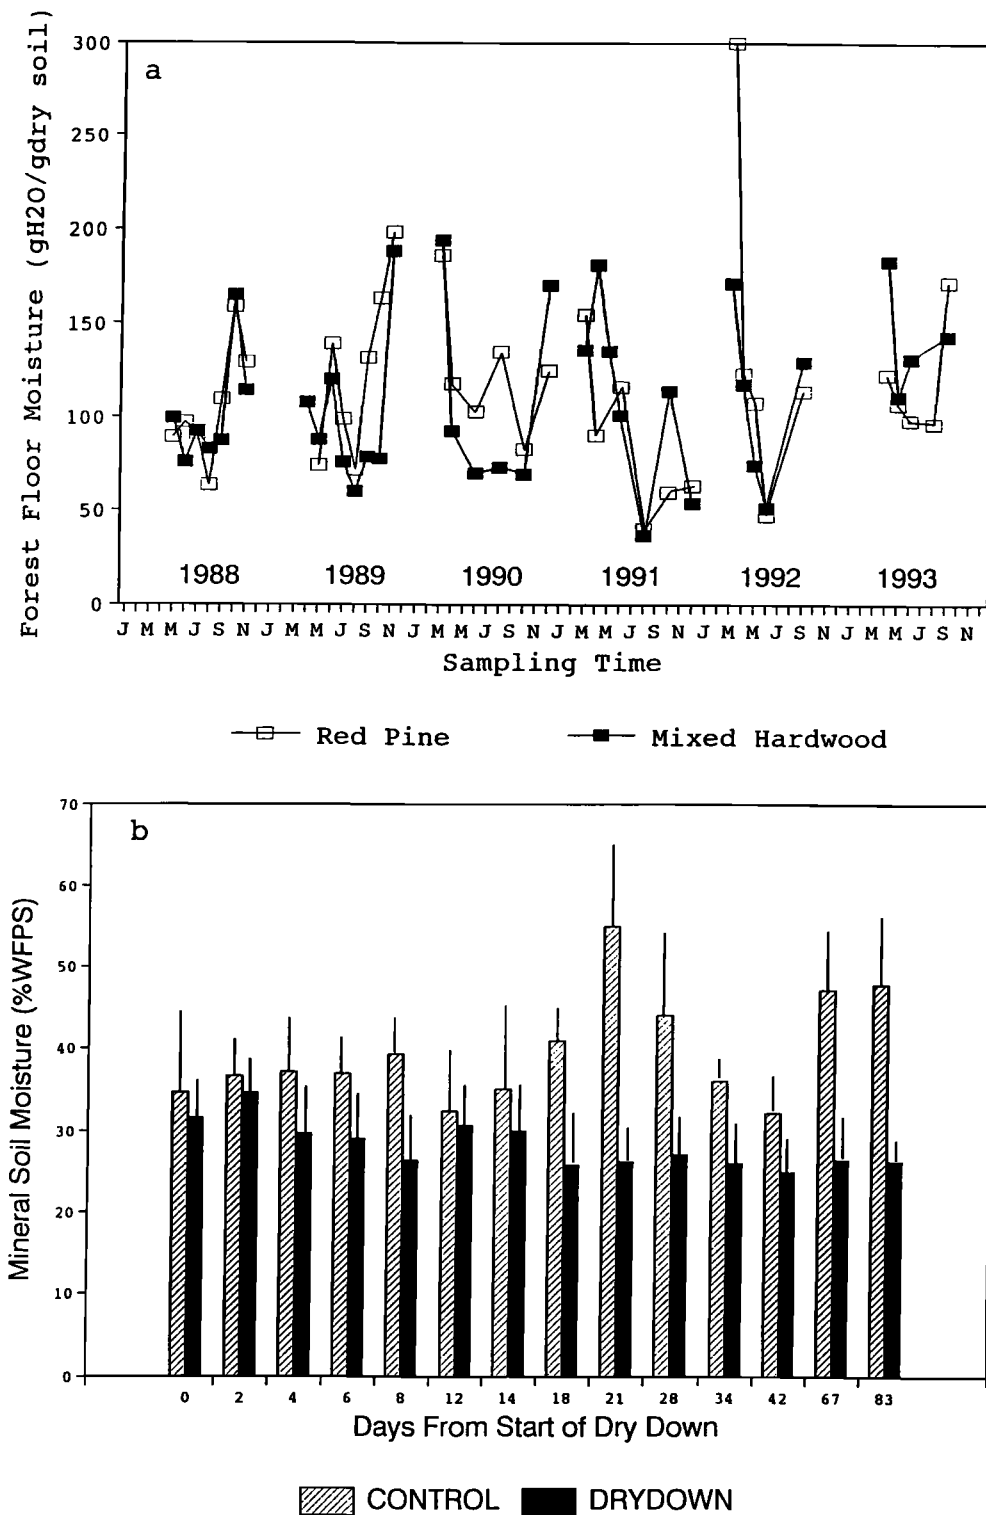 a
Forest Floor Moisture (gH2O/gdry soil)
300
250
200
150
100
50
0
1988 1989 1990 1991 1992 1993
J M M J S N J M M J S N J M M J S N J M M J S N J M M J S N J M M J S N
Sampling Time
Red Pine Mixed Hardwood
b
Mineral Soil Moisture (%WFPS)
70
60
50
40
30
20
10
0
0 2 4 6 8 12 14 18 21 28 34 42 67 83
Days From Start of Dry Down
CONTROL DRYDOWN